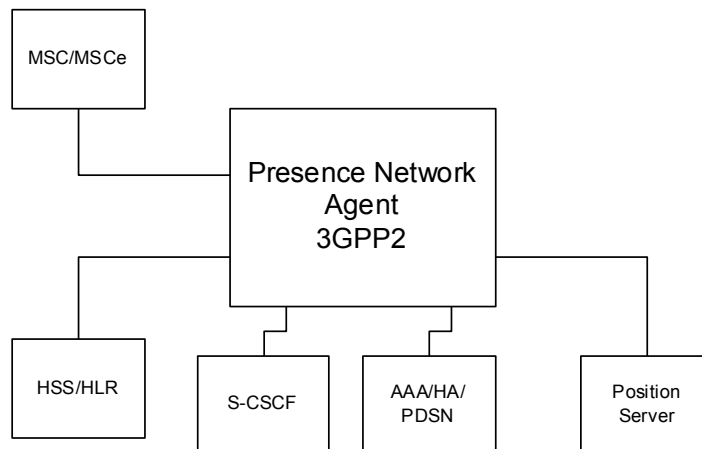 MSC/MSCe
Presence Network
Agent
3GPP2
HSS/HLR
S-CSCF
AAA/HA/
PDSN
Position
Server